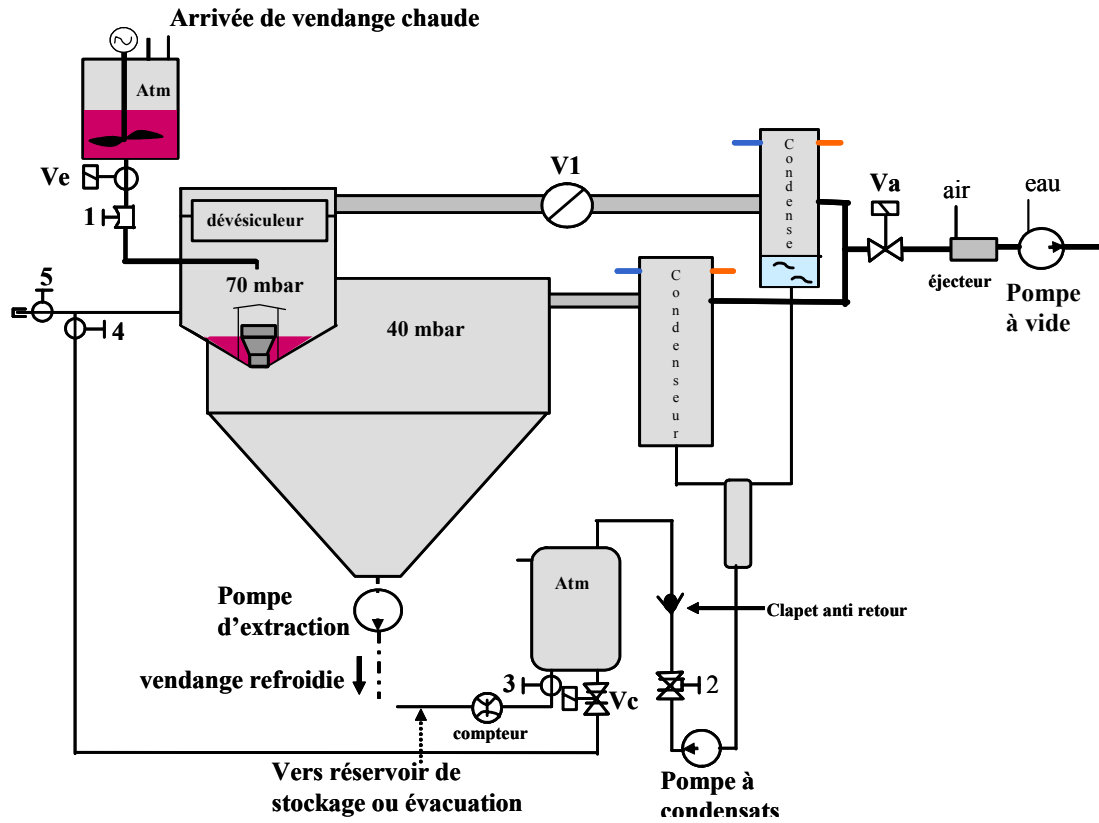 Arrivée de vendange chaude
Atm
Ve
1
dévésiculeur
V1
Condense
Va
air
eau
éjecteur
Pompe
à vide
5
4
70 mbar
40 mbar
Condenseur
Pompe
d'extraction
vendange refroidie
Atm
Clapet anti retour
3
Vc
2
compteur
Vers réservoir de
stockage ou évacuation
Pompe à
condensats